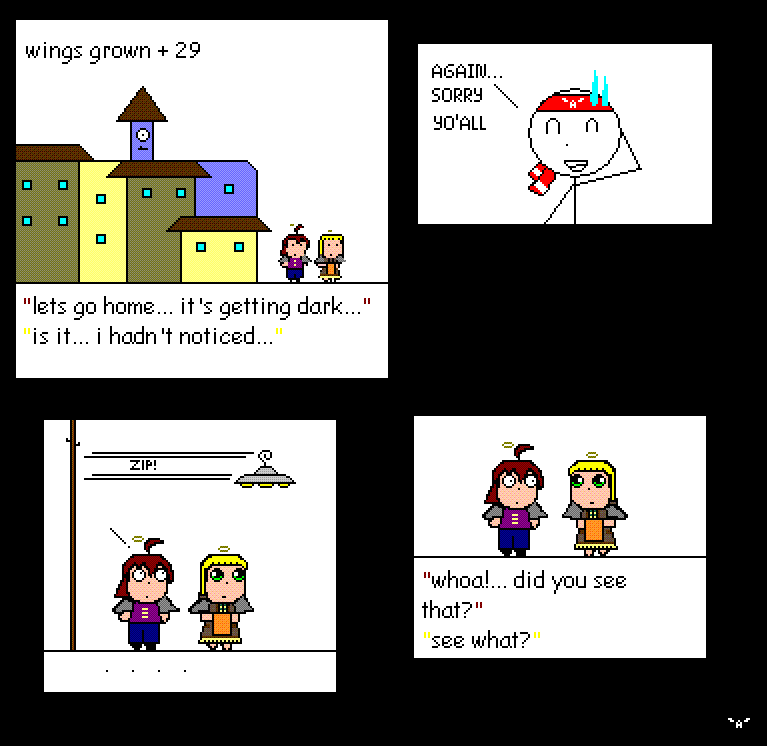 wings grown + 29
"lets go home... it's getting dark..."
"is it... i hadn't noticed..."
AGAIN...
SORRY
YO'ALL
A
ZIP!
. . . .
"whoa!... did you see
that?"
"see what?"
A